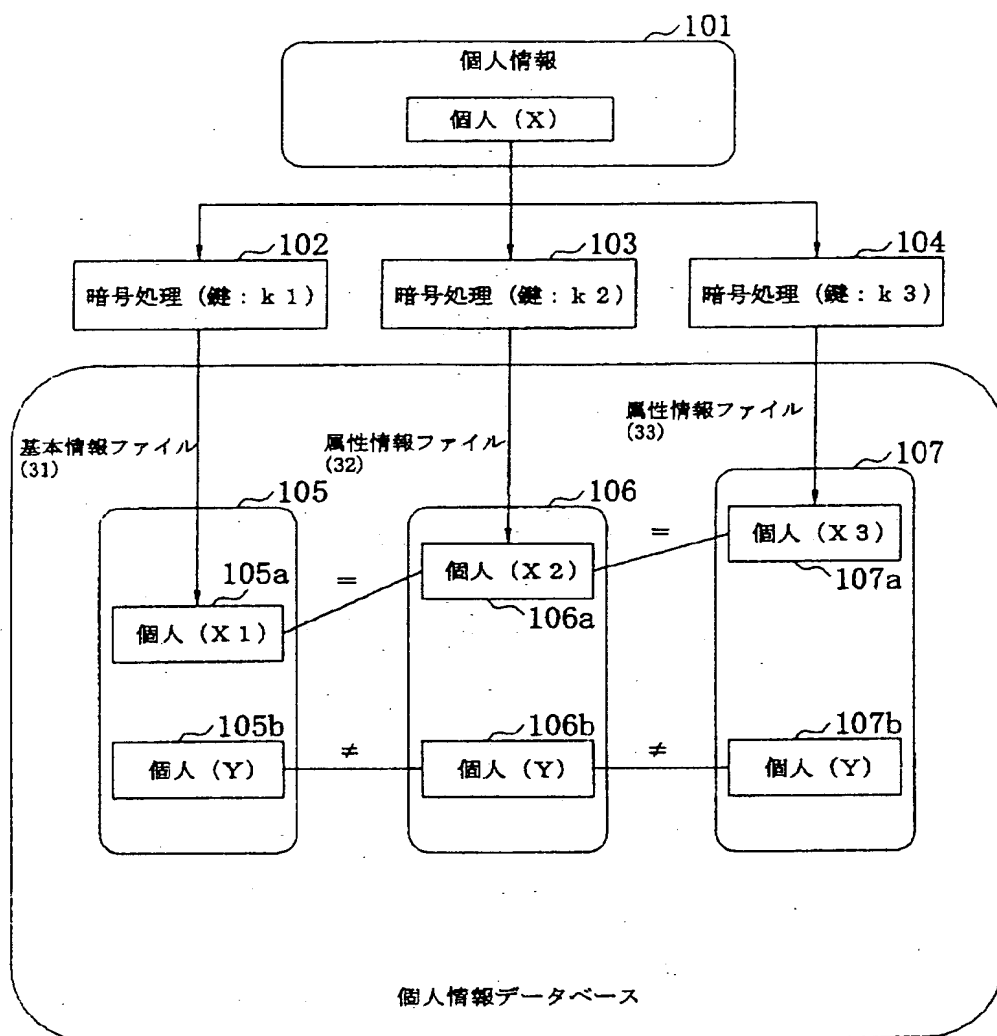 101
個人情報
個人（X）
102
103
104
暗号処理（鍵：k1）
暗号処理（鍵：k2）
暗号処理（鍵：k3）
基本情報ファイル
(31)
属性情報ファイル
(32)
属性情報ファイル
(33)
105
106
107
105a
=
個人（X1）
個人（X2）
106a
=
個人（X3）
107a
105b
≠
106b
≠
107b
個人（Y）
個人（Y）
個人（Y）
個人情報データベース